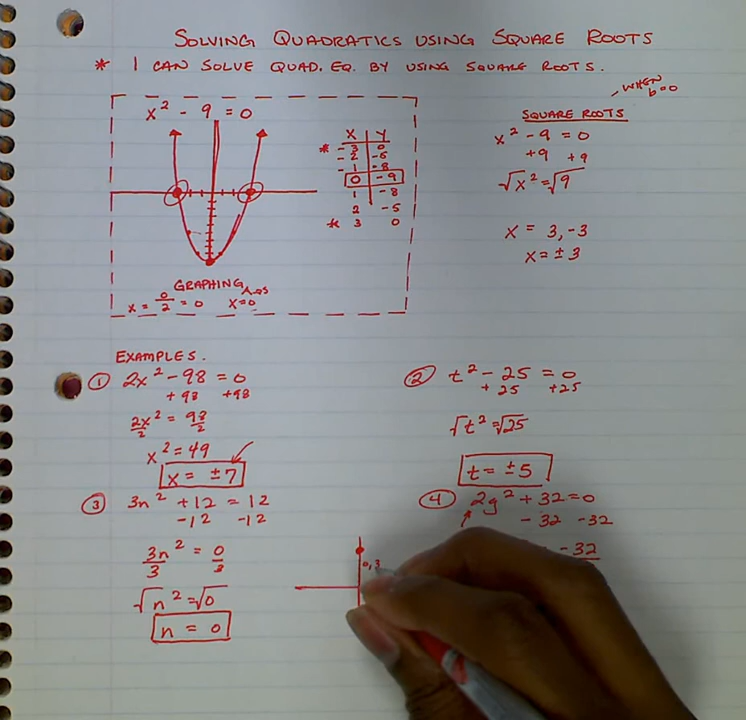 SOLVING QUADRATICS USING SQUARE ROOTS
* I CAN SOLVE QUAD. EQ. BY USING SQUARE ROOTS.
x² - 9 = 0
X Y
* -3 0
-2 -5
-1 -8
0 -9
1 -8
2 -5
* 3 0
GRAPHING
x = 0/2 = 0 x=0
WHEN
b=0
SQUARE ROOTS
x² - 9 = 0
+9 +9
√x² = √9
x = 3, -3
x = ±3
EXAMPLES.
① 2x² - 98 = 0
+98 +98
2x²/2 = 98/2
x² = 49
x = ±7
② t² - 25 = 0
+25 +25
√t² = √25
t = ±5
③ 3n² + 12 = 12
-12 -12
3n²/3 = 0/3
√n² = √0
n = 0
④ 2g² + 32 = 0
-32 -32
-32
0,3